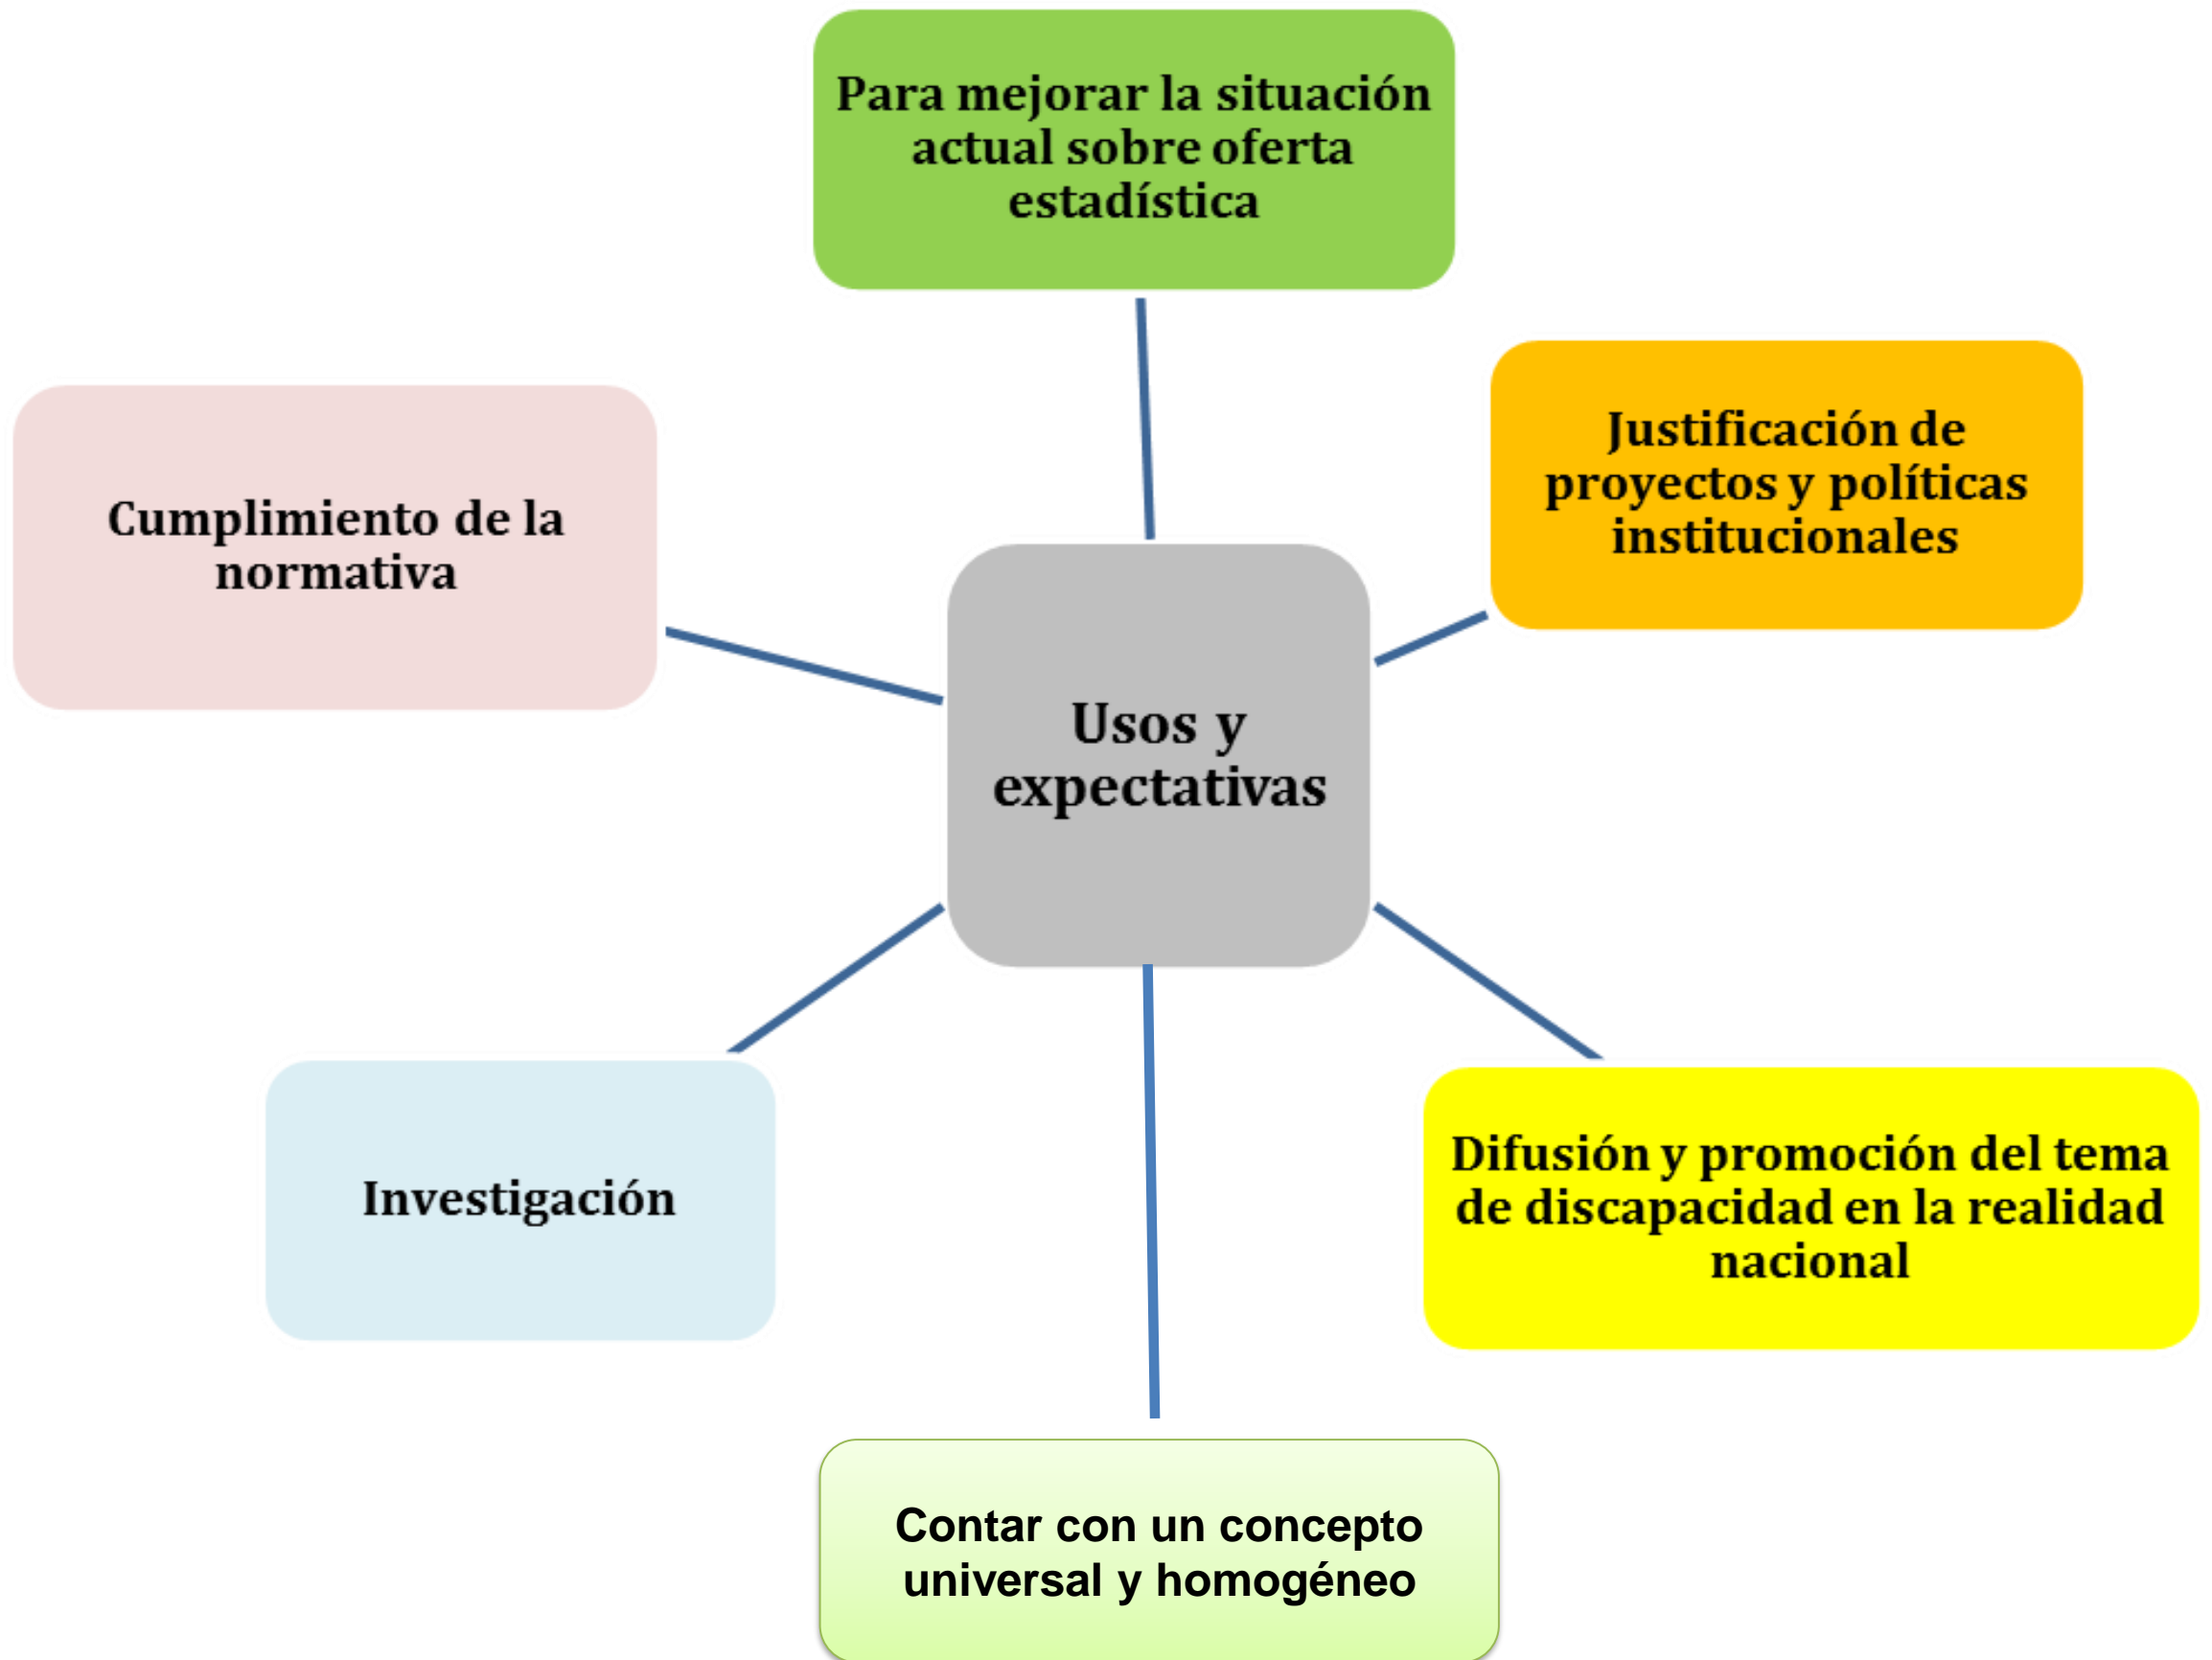 Para mejorar la situación
actual sobre oferta
estadística
Justificación de
proyectos y políticas
institucionales
Cumplimiento de la
normativa
Usos y
expectativas
Investigación
Difusión y promoción del tema
de discapacidad en la realidad
nacional
Contar con un concepto
universal y homogéneo